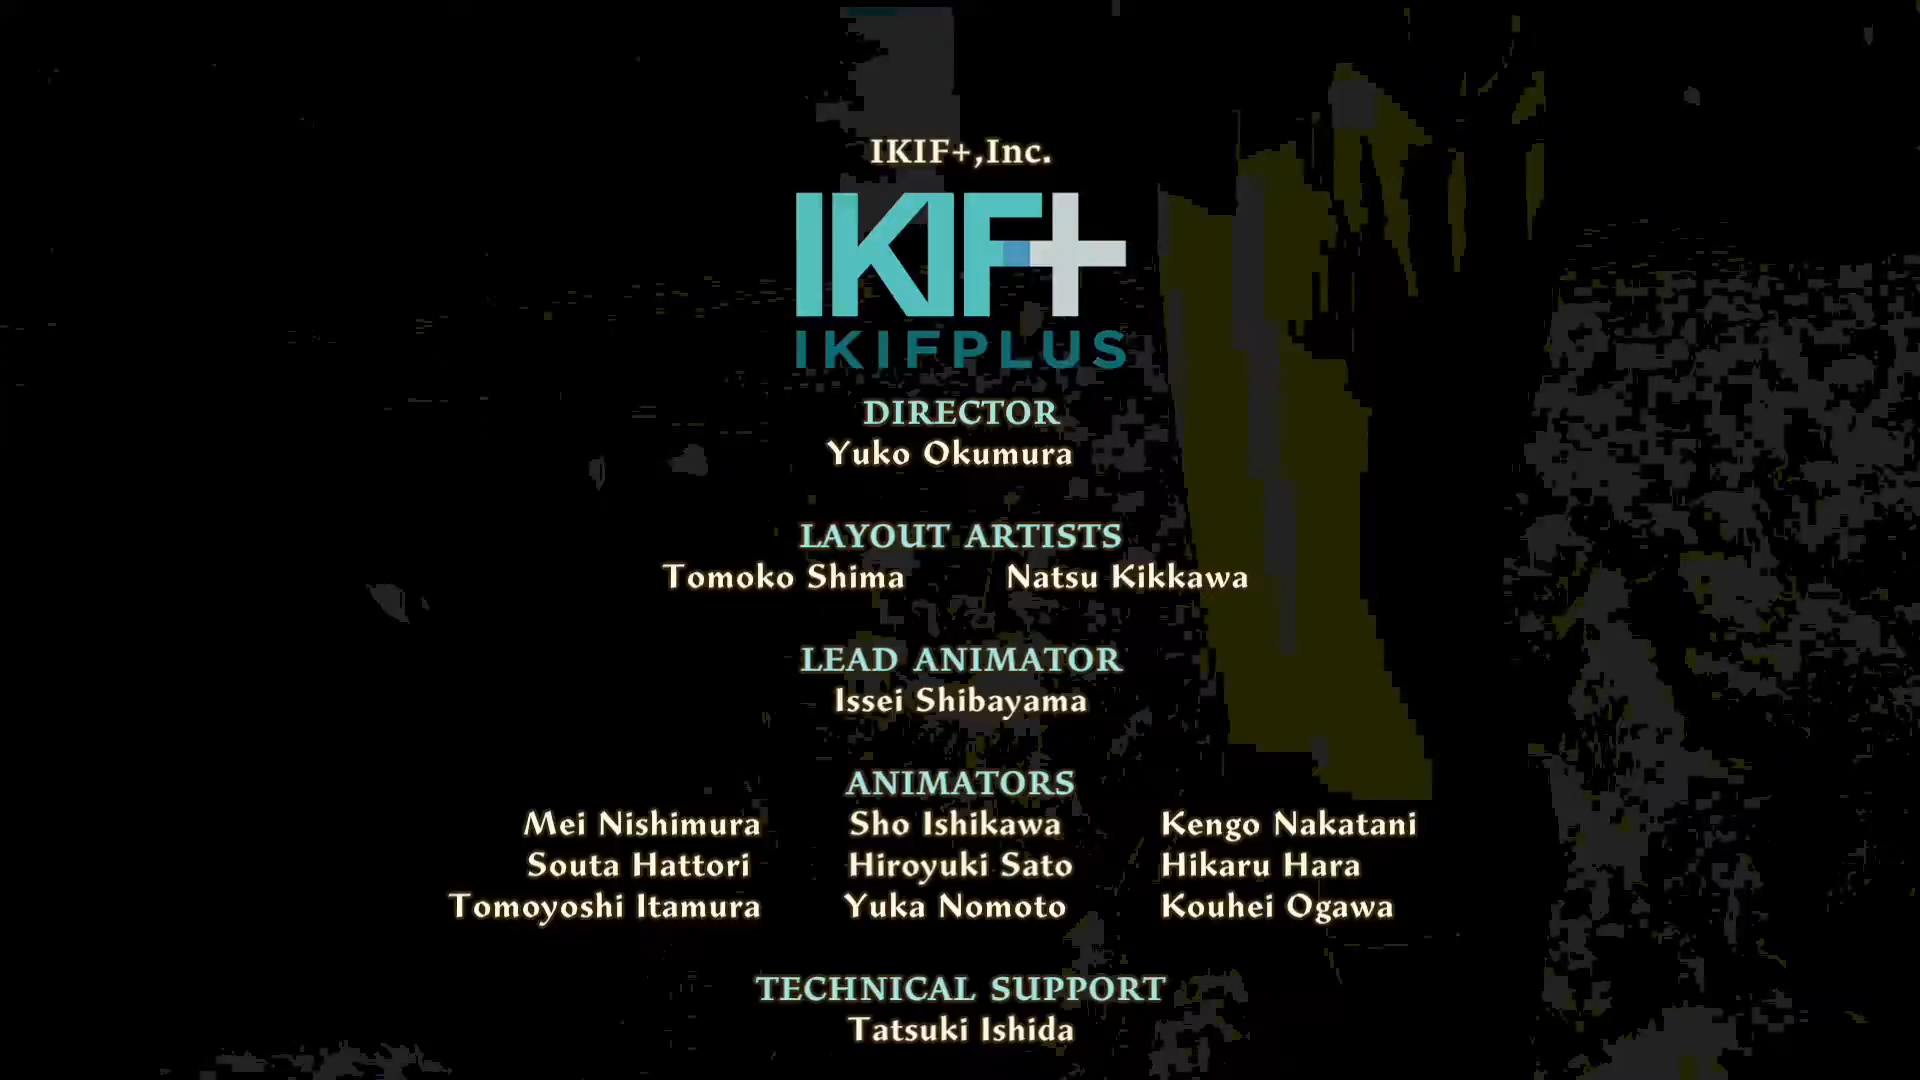 IKIF+,Inc.
IKIF+
IKIFPLUS
DIRECTOR
Yuko Okumura
LAYOUT ARTISTS
Tomoko Shima Natsu Kikkawa
LEAD ANIMATOR
Issei Shibayama
ANIMATORS
Mei Nishimura Sho Ishikawa Kengo Nakatani
Souta Hattori Hiroyuki Sato Hikaru Hara
Tomoyoshi Itamura Yuka Nomoto Kouhei Ogawa
TECHNICAL SUPPORT
Tatsuki Ishida